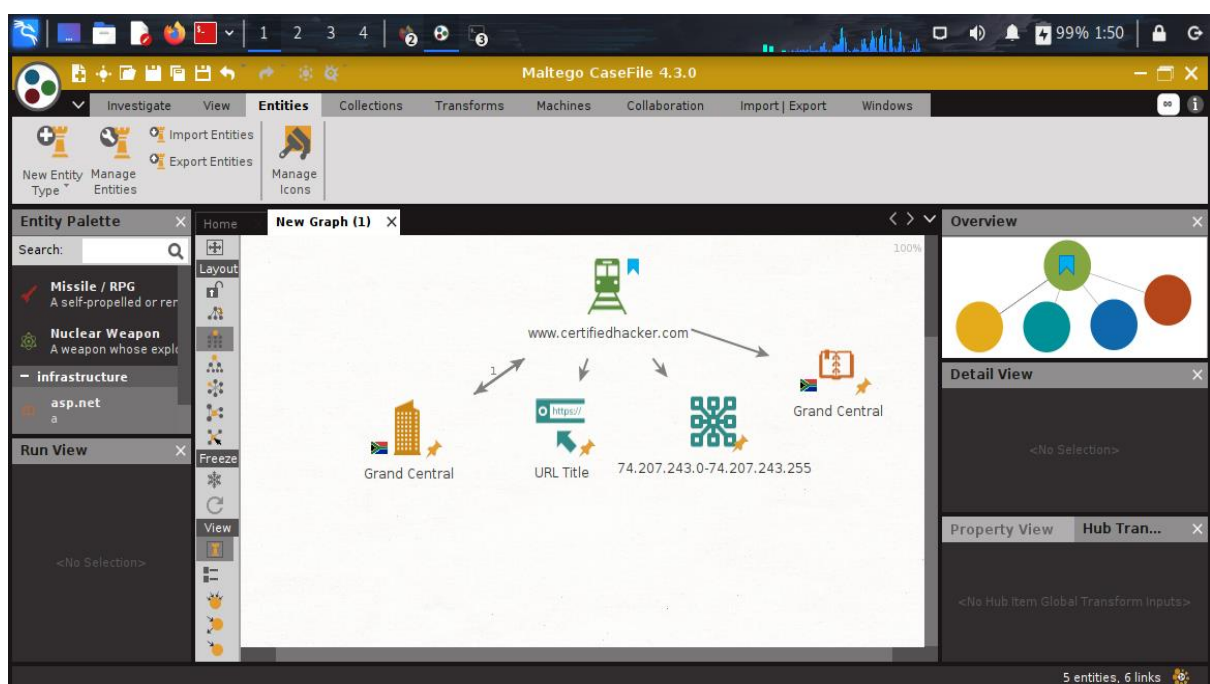 1 2 3 4
2
3
99% 1:50
Maltego CaseFile 4.3.0
Investigate View Entities Collections Transforms Machines Collaboration Import | Export Windows
New Entity Type
Manage Entities
Import Entities
Export Entities
Manage Icons
Entity Palette
Search:
Missile / RPG
A self-propelled or rer
Nuclear Weapon
A weapon whose explo
infrastructure
asp.net
a
Run View
<No Selection>
Home
New Graph (1)
Layout
Freeze
View
100%
www.certifiedhacker.com
1
Grand Central
https://
URL Title
74.207.243.0-74.207.243.255
Grand Central
Overview
Detail View
<No Selection>
Property View
Hub Tran...
<No Hub Item Global Transform Inputs>
5 entities, 6 links